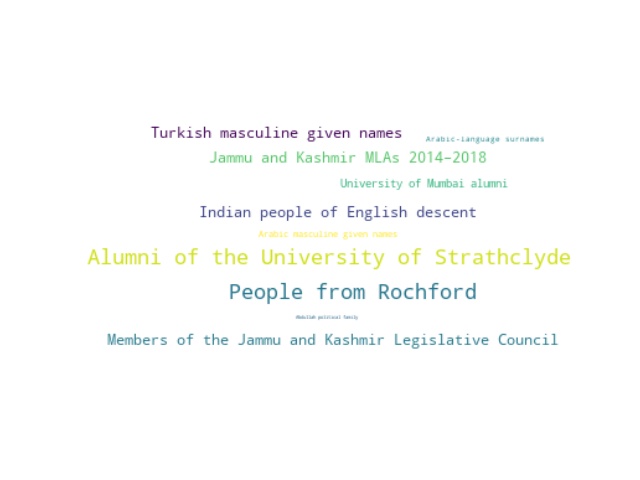 Turkish masculine given names
Arabic-language surnames
Jammu and Kashmir MLAs 2014–2018
University of Mumbai alumni
Indian people of English descent
Arabic masculine given names
Alumni of the University of Strathclyde
People from Rochford
Abdullah political family
Members of the Jammu and Kashmir Legislative Council